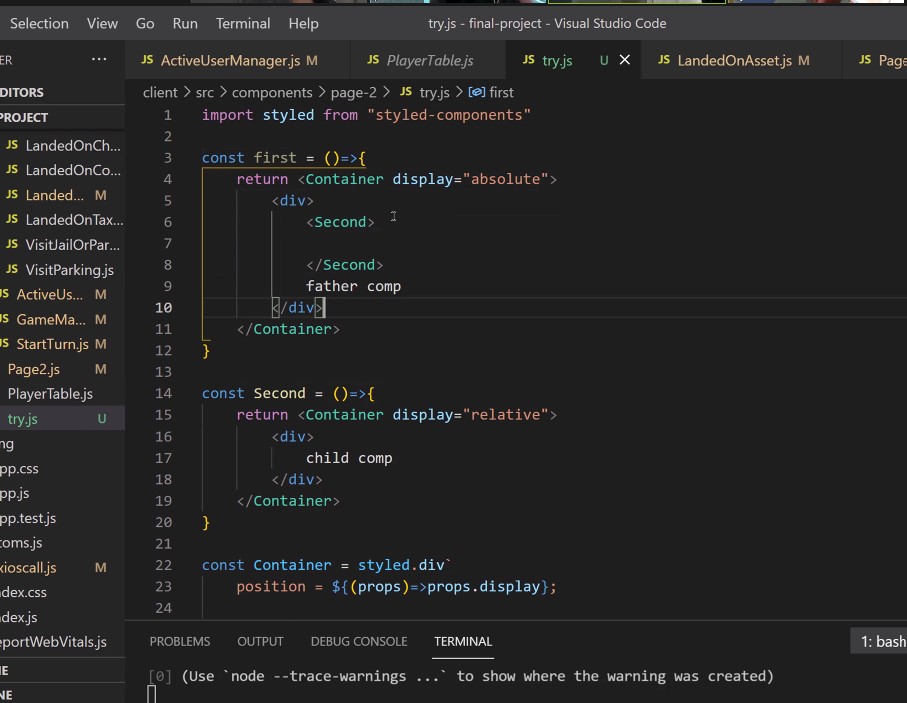 Selection View Go Run Terminal Help try.js - final-project - Visual Studio Code
ER ... JS ActiveUserManager.js M JS PlayerTable.js JS try.js U JS LandedOnAsset.js M JS Page
DITORS client > src > components > page-2 > JS try.js > first
PROJECT
JS LandedOnCh...
JS LandedOnCo...
JS Landed... M
JS LandedOnTax...
JS VisitJailOrPar...
JS VisitParking.js
JS ActiveUs... M
JS GameMa... M
JS StartTurn.js M
Page2.js M
PlayerTable.js
try.js U
ng
pp.css
pp.js
pp.test.js
toms.js
xioscall.js M
dex.css
dex.js
eportWebVitals.js
NE
1 import styled from "styled-components"
2
3 const first = ()=>{
4 return <Container display="absolute">
5 <div>
6 <Second>
7
8 </Second>
9 father comp
10 </div>
11 </Container>
12 }
13
14 const Second = ()=>{
15 return <Container display="relative">
16 <div>
17 child comp
18 </div>
19 </Container>
20 }
21
22 const Container = styled.div`
23 position = ${(props)=>props.display};
24
PROBLEMS OUTPUT DEBUG CONSOLE TERMINAL 1: bash
[0] (Use `node --trace-warnings ...` to show where the warning was created)